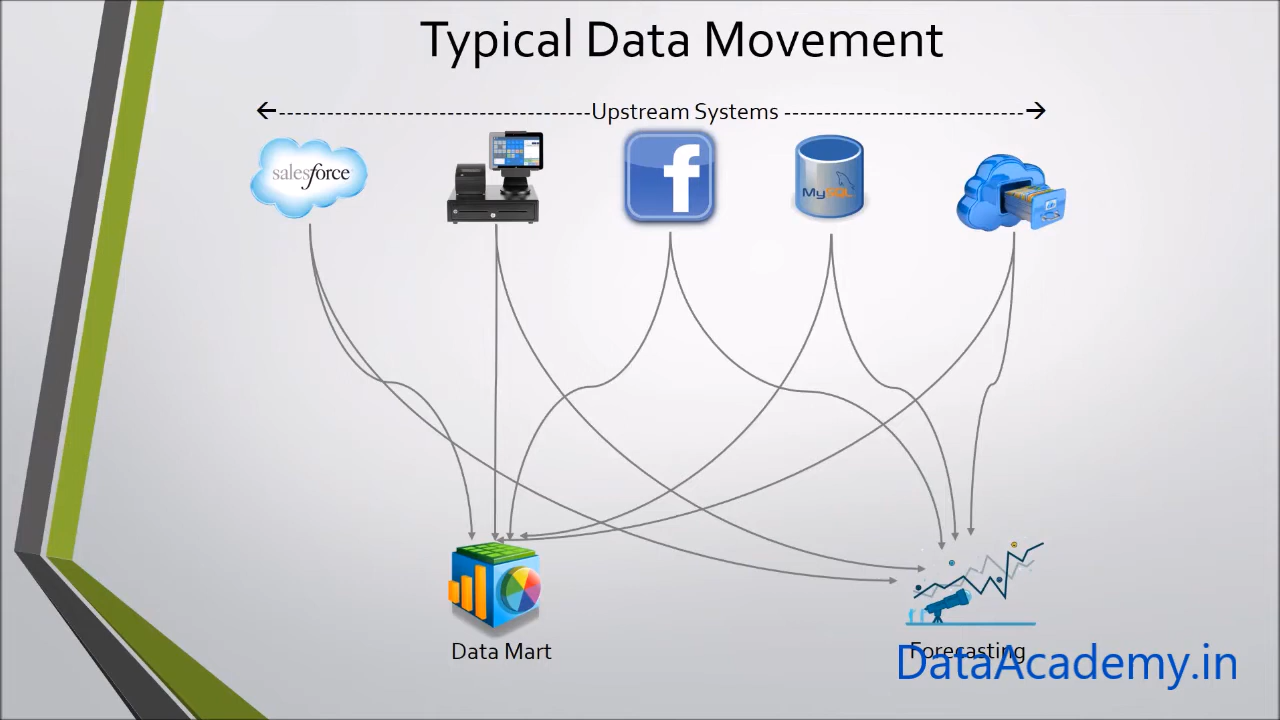 Typical Data Movement
Upstream Systems
salesforce
f
MySQL
Data Mart
Forecasting
DataAcademy.in